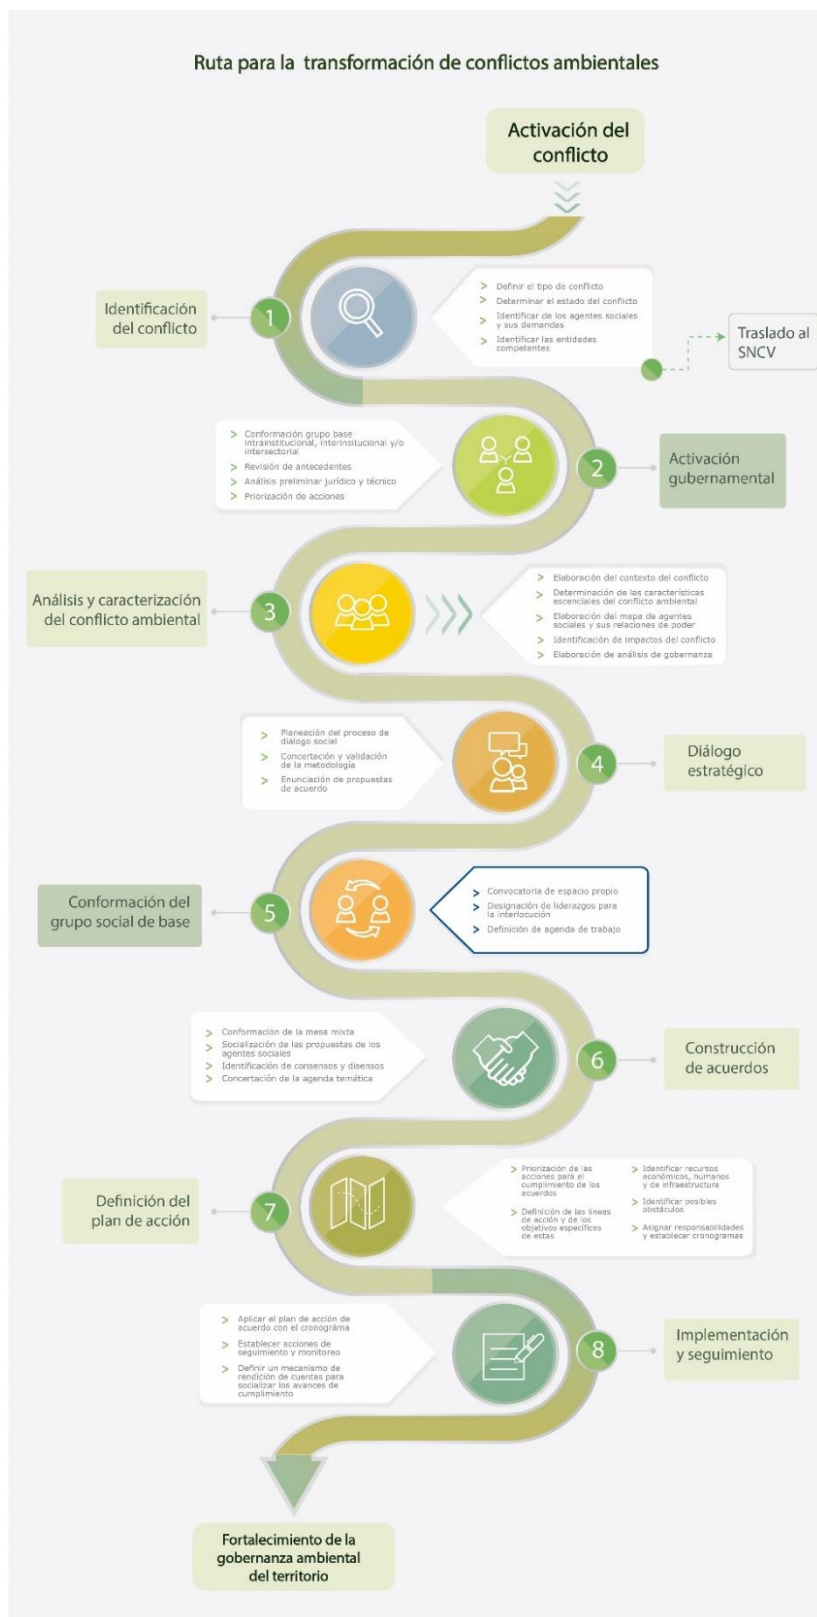 Ruta para la transformación de conflictos ambientales
Activación del
conflicto
Identificación
del conflicto
1
> Definir el tipo de conflicto
> Determinar el estado del conflicto
> Identificar de los agentes sociales
y sus demandas
> Identificar las entidades
competentes
Traslado al
SNCV
> Conformación grupo base
intrainstitucional, interinsitucional y/o
intersectorial
> Revisión de antecedentes
> Análisis preliminar jurídico y técnico
> Priorización de acciones
2
Activación
gubernamental
Análisis y caracterización
del conflicto ambiental
3
> Elaboración del contexto del conflicto
> Determinación de las características
escenciales del conflicto ambiental
> Elaboración del mapa de agentes
sociales y sus relaciones de poder
> Identificación de impactos del conflicto
> Elaboración de análisis de gobernanza
> Planeación del proceso de
diálogo social
> Concertación y validación
de la metodología
> Enunciación de propuestas
de acuerdo
4
Diálogo
estratégico
Conformación del
grupo social de base
5
> Convocatoria de espacio propio
> Designación de liderazgos para
la interlocución
> Definición de agenda de trabajo
> Conformación de la mesa mixta
> Socialización de las propuestas de los
agentes sociales
> Identificación de consensos y disensos
> Concertación de la agenda temática
6
Construcción
de acuerdos
Definición del
plan de acción
7
> Priorización de las
acciones para el
cumplimiento de los
acuerdos
> Definición de las líneas
de acción y de los
objetivos específicos
de estas
> Identificar recursos
económicos, humanos
y de infraestructura
> Identificar posibles
obstáculos
> Asignar responsabilidades
y establecer cronogramas
> Aplicar el plan de acción de
acuerdo con el cronográma
> Establecer acciones de
seguimiento y monitoreo
> Definir un mecanismo de
rendición de cuentas para
socializar los avances de
cumplimiento
8
Implementación
y seguimiento
Fortalecimiento de la
gobernanza ambiental
del territorio